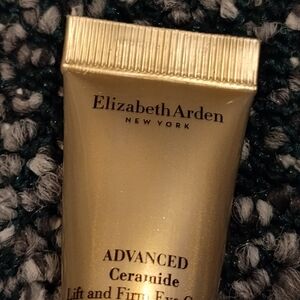 Elizabeth Arden
NEW YORK
ADVANCED
Ceramide
Lift and Firm Eye